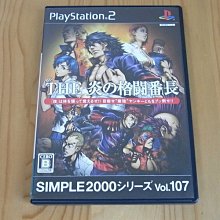 PlayStation 2
THE 炎の格闘番長
CERO
B
SIMPLE2000シリーズ Vol.107